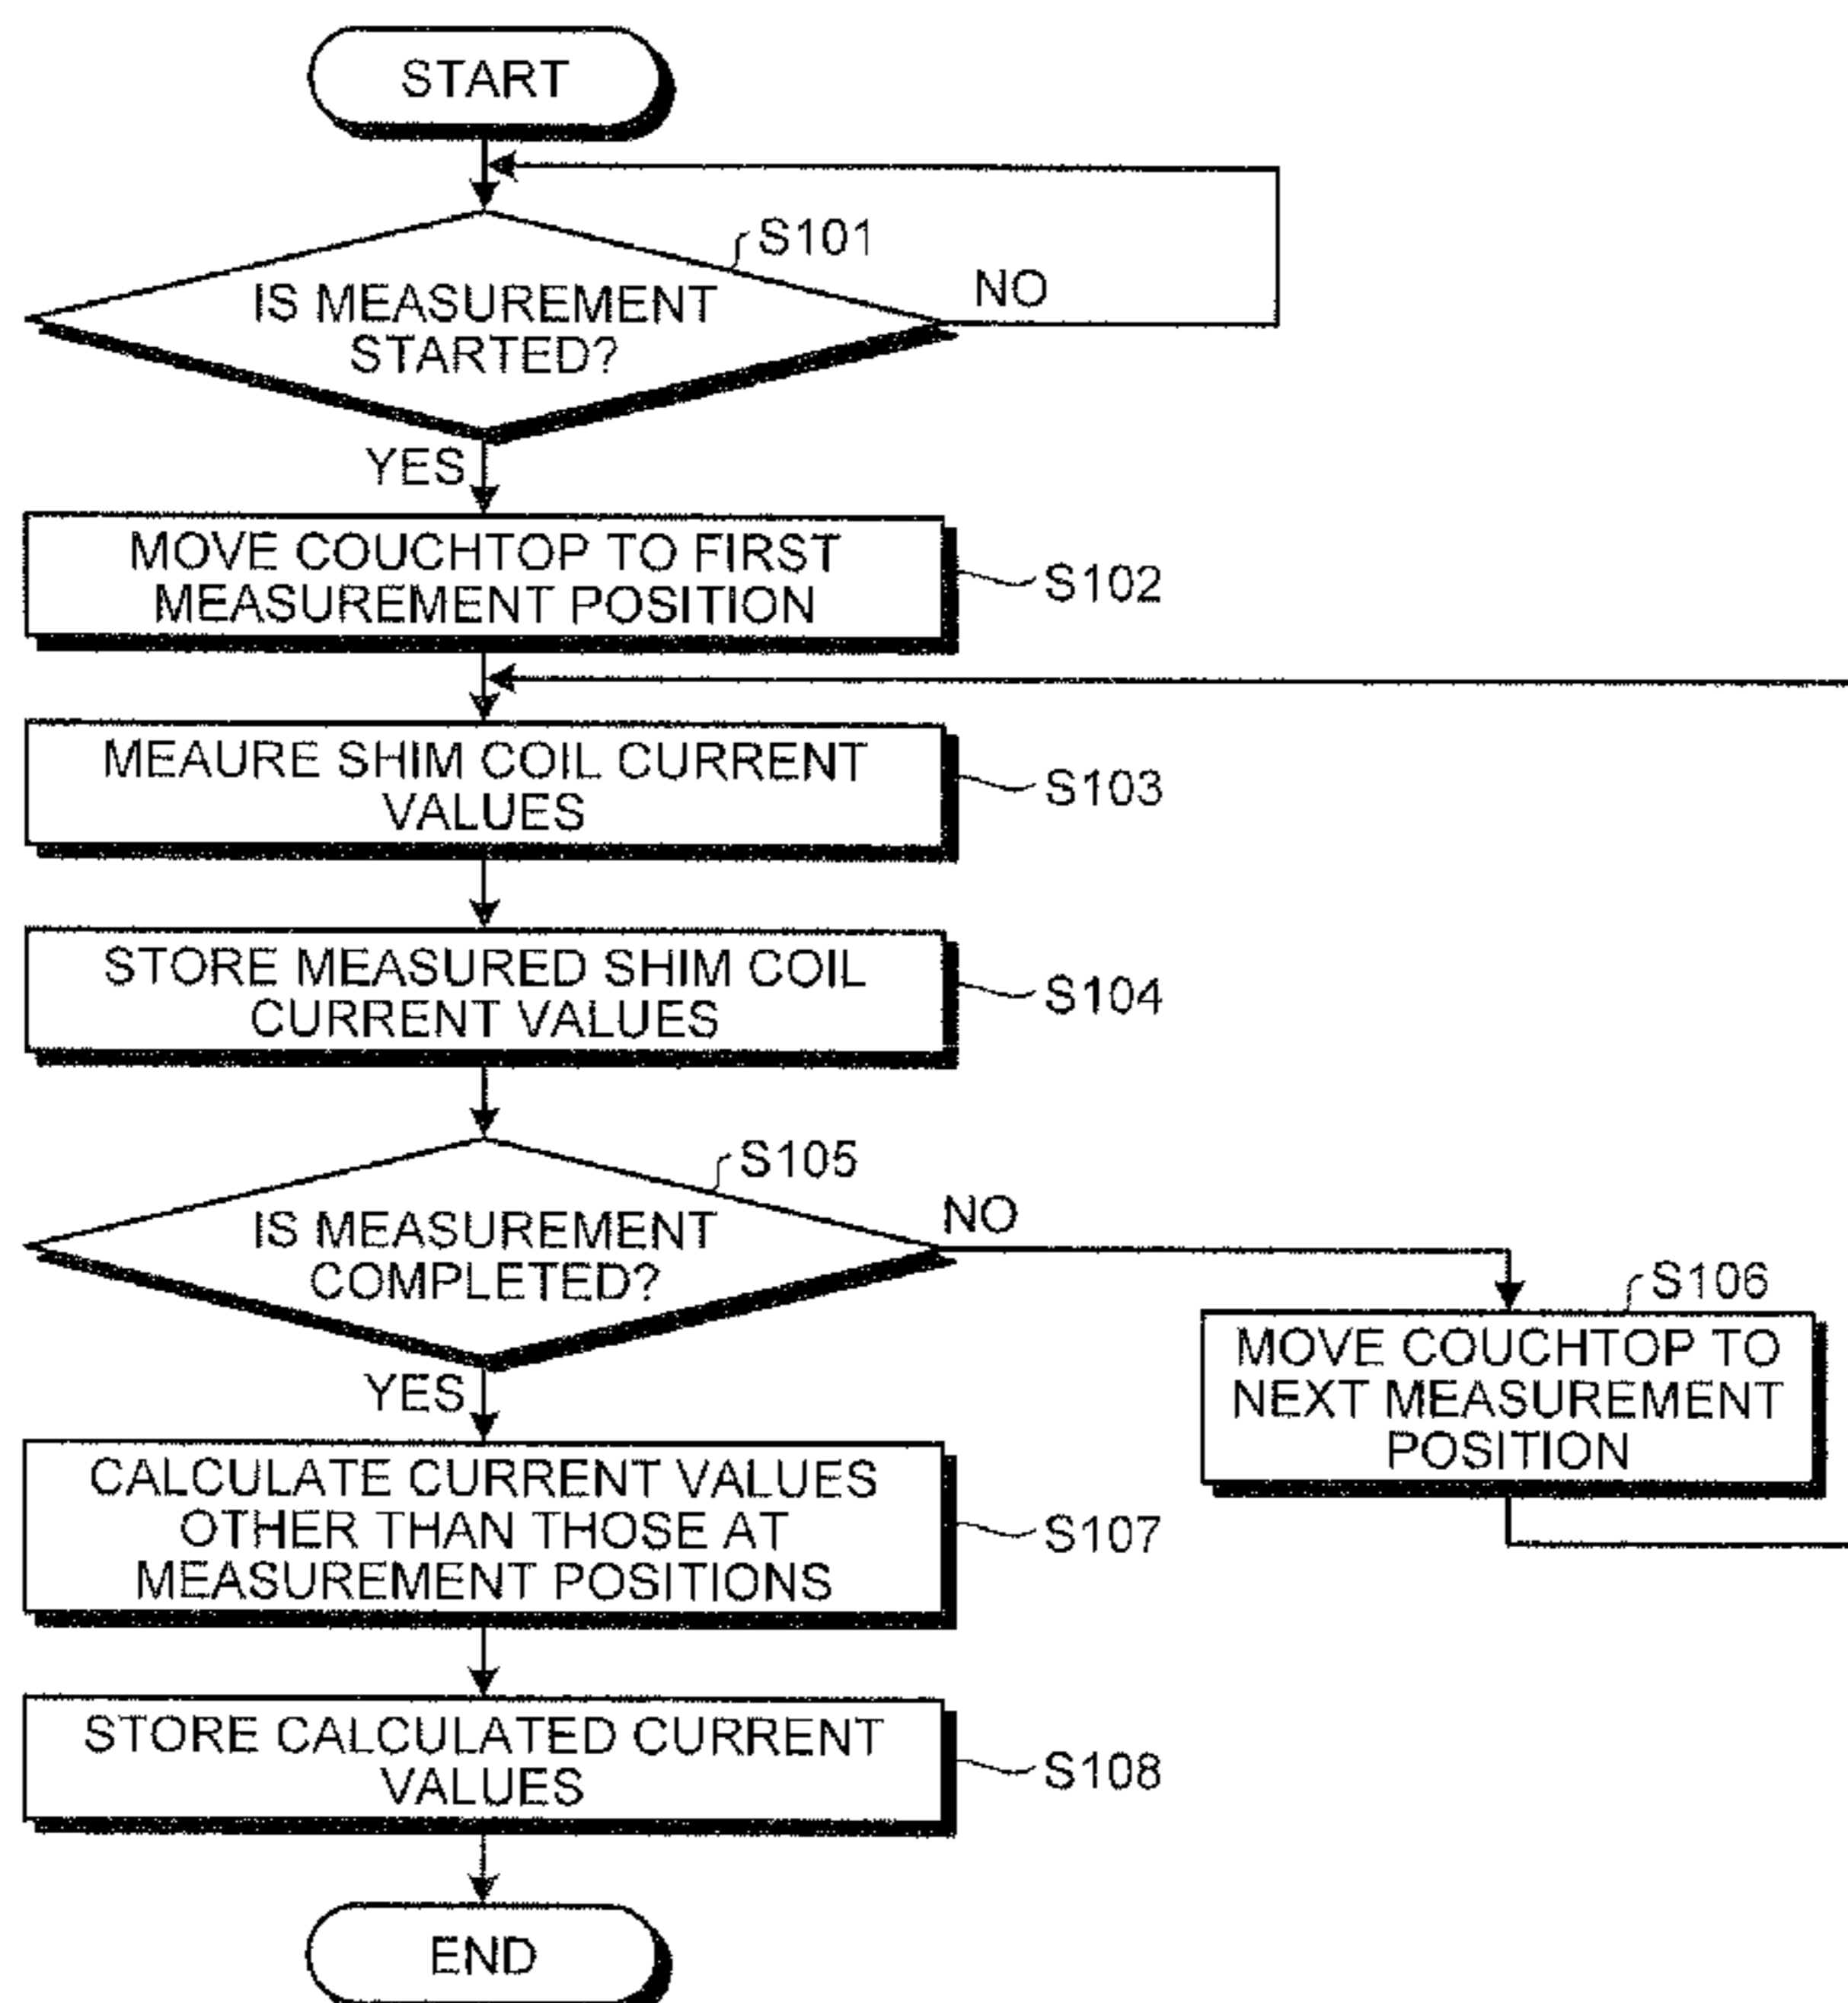 START
S101
IS MEASUREMENT
STARTED?
NO
YES
MOVE COUCHTOP TO FIRST
MEASUREMENT POSITION
S102
MEAURE SHIM COIL CURRENT
VALUES
S103
STORE MEASURED SHIM COIL
CURRENT VALUES
S104
S105
IS MEASUREMENT
COMPLETED?
NO
S106
MOVE COUCHTOP TO
NEXT MEASUREMENT
POSITION
YES
CALCULATE CURRENT VALUES
OTHER THAN THOSE AT
MEASUREMENT POSITIONS
S107
STORE CALCULATED CURRENT
VALUES
S108
END